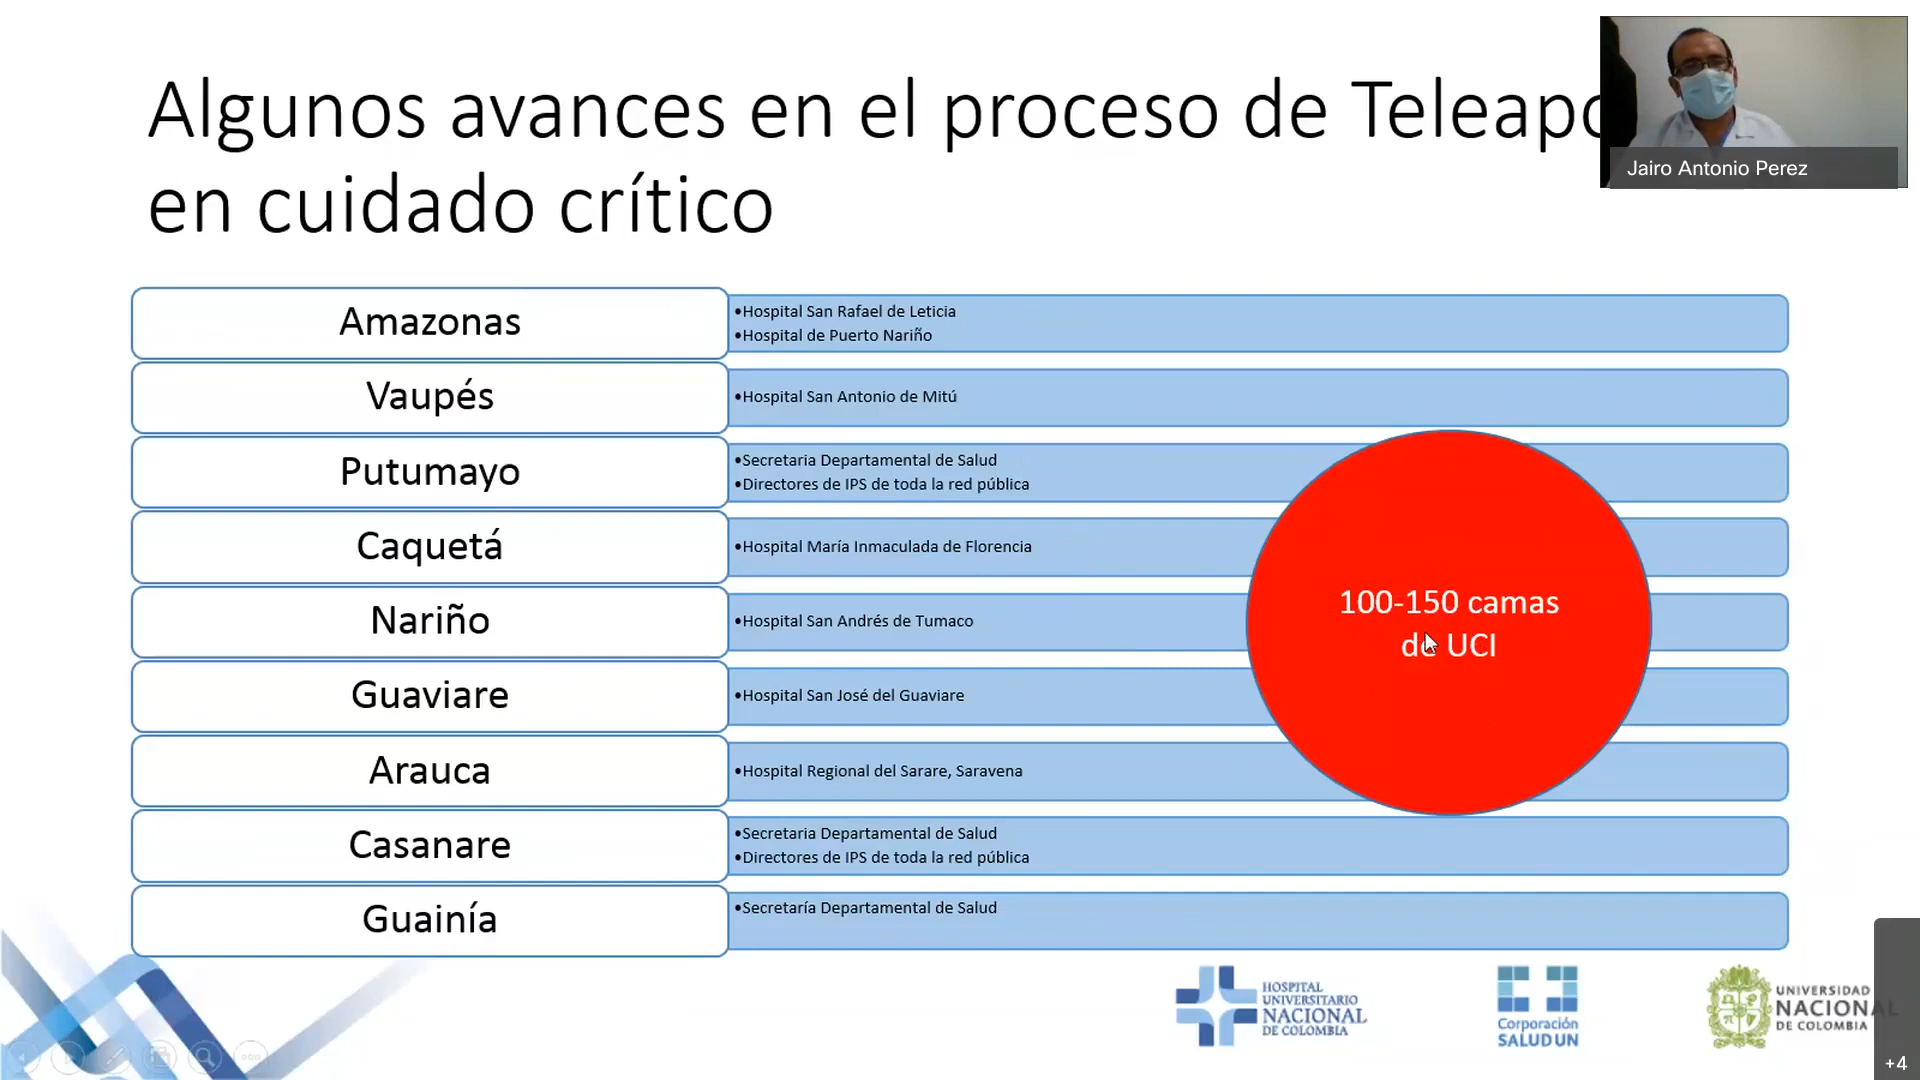 Algunos avances en el proceso de Teleapo
en cuidado crítico
Jairo Antonio Perez
Amazonas
•Hospital San Rafael de Leticia
•Hospital de Puerto Nariño
Vaupés
•Hospital San Antonio de Mitú
Putumayo
•Secretaria Departamental de Salud
•Directores de IPS de toda la red pública
Caquetá
•Hospital María Inmaculada de Florencia
Nariño
•Hospital San Andrés de Tumaco
Guaviare
•Hospital San José del Guaviare
Arauca
•Hospital Regional del Sarare, Saravena
Casanare
•Secretaria Departamental de Salud
•Directores de IPS de toda la red pública
Guainía
•Secretaría Departamental de Salud
100-150 camas
de UCI
HOSPITAL
UNIVERSITARIO
NACIONAL
DE COLOMBIA
Corporación
SALUD UN
UNIVERSIDAD
NACIONAL
DE COLOMBIA
+4